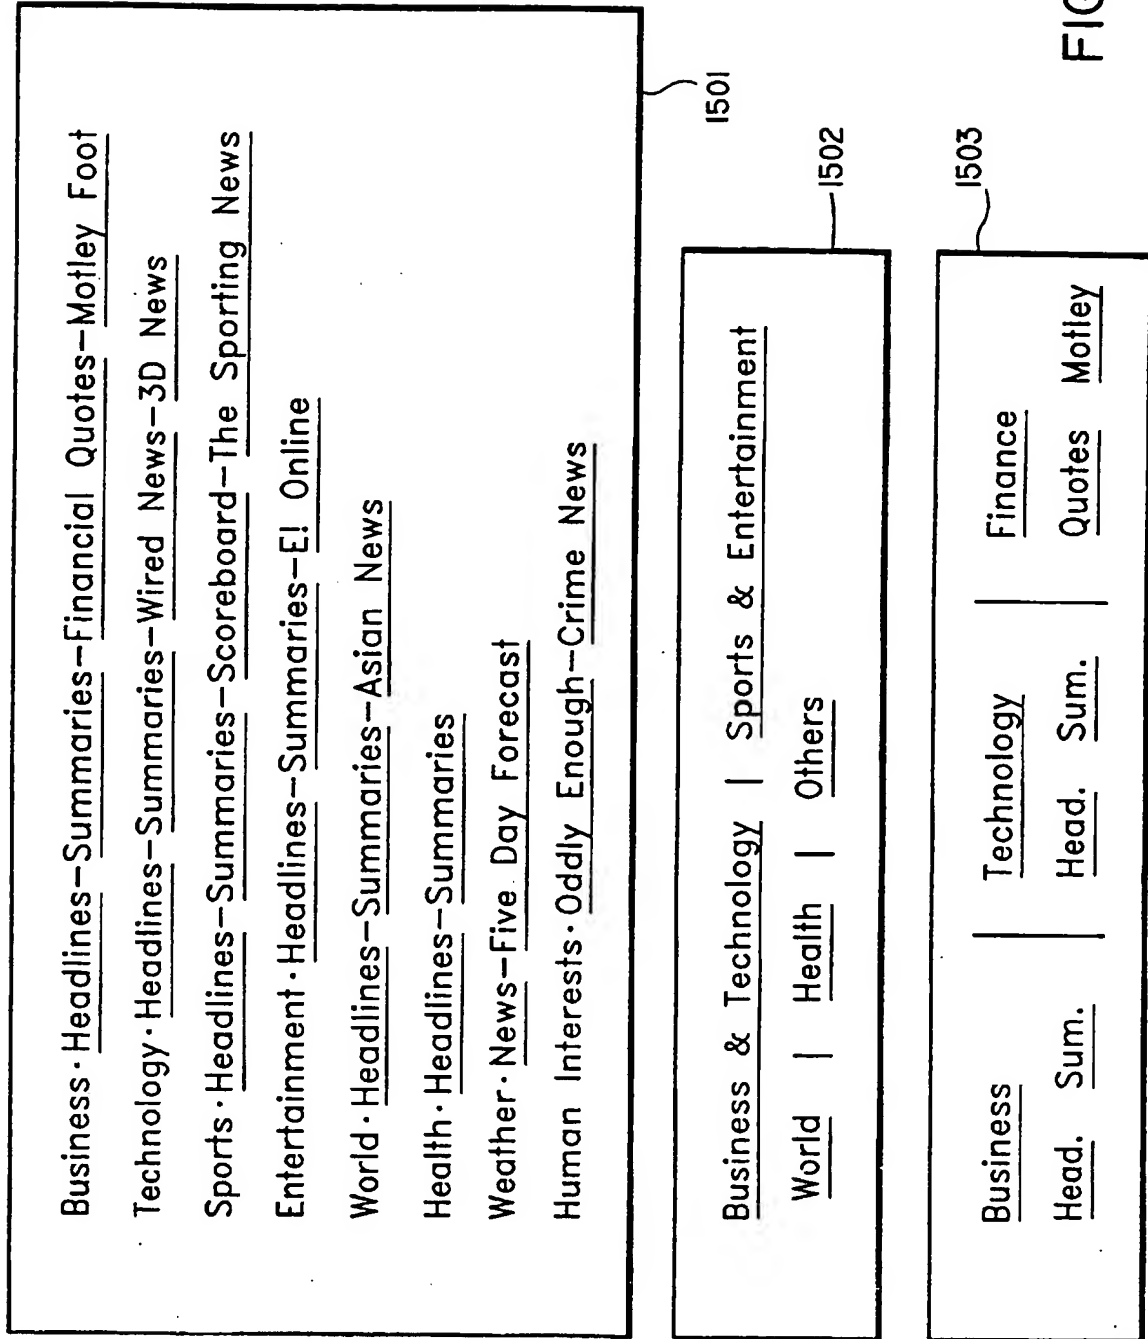 Business · Headlines–Summaries–Financial Quotes–Motley Foot
Technology · Headlines–Summaries–Wired News–3D News
Sports · Headlines–Summaries–Scoreboard–The Sporting News
Entertainment · Headlines–Summaries–E! Online
World · Headlines–Summaries–Asian News
Health · Headlines–Summaries
Weather · News–Five Day Forecast
Human Interests · Oddly Enough–Crime News
1501
Business & Technology | Sports & Entertainment
World | Health | Others
1502
Business | Technology | Finance
Head. Sum. | Head. Sum. | Quotes Motley
1503
FIG